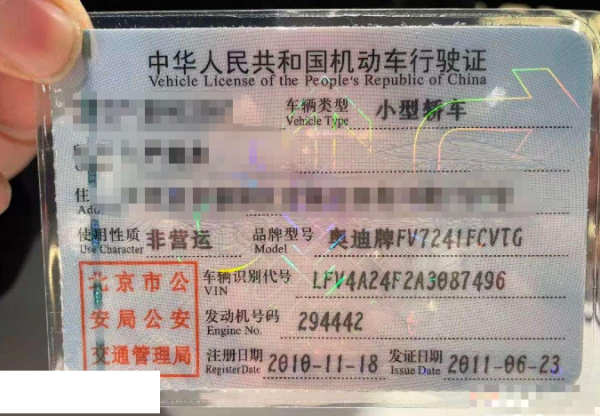 中华人民共和国机动车行驶证
Vehicle License of the People's Republic of China
车辆类型 小型轿车
Vehicle Type
住
Add
使用性质 非营运 品牌型号 奥迪牌FV7241FCVTG
Use Character Model
北京市公
安局公安
交通管理局
车辆识别代号 LFV4A24F2A3087496
VIN
发动机号码 294442
Engine No.
注册日期 2010-11-18 发证日期 2011-06-23
Register Date Issue Date